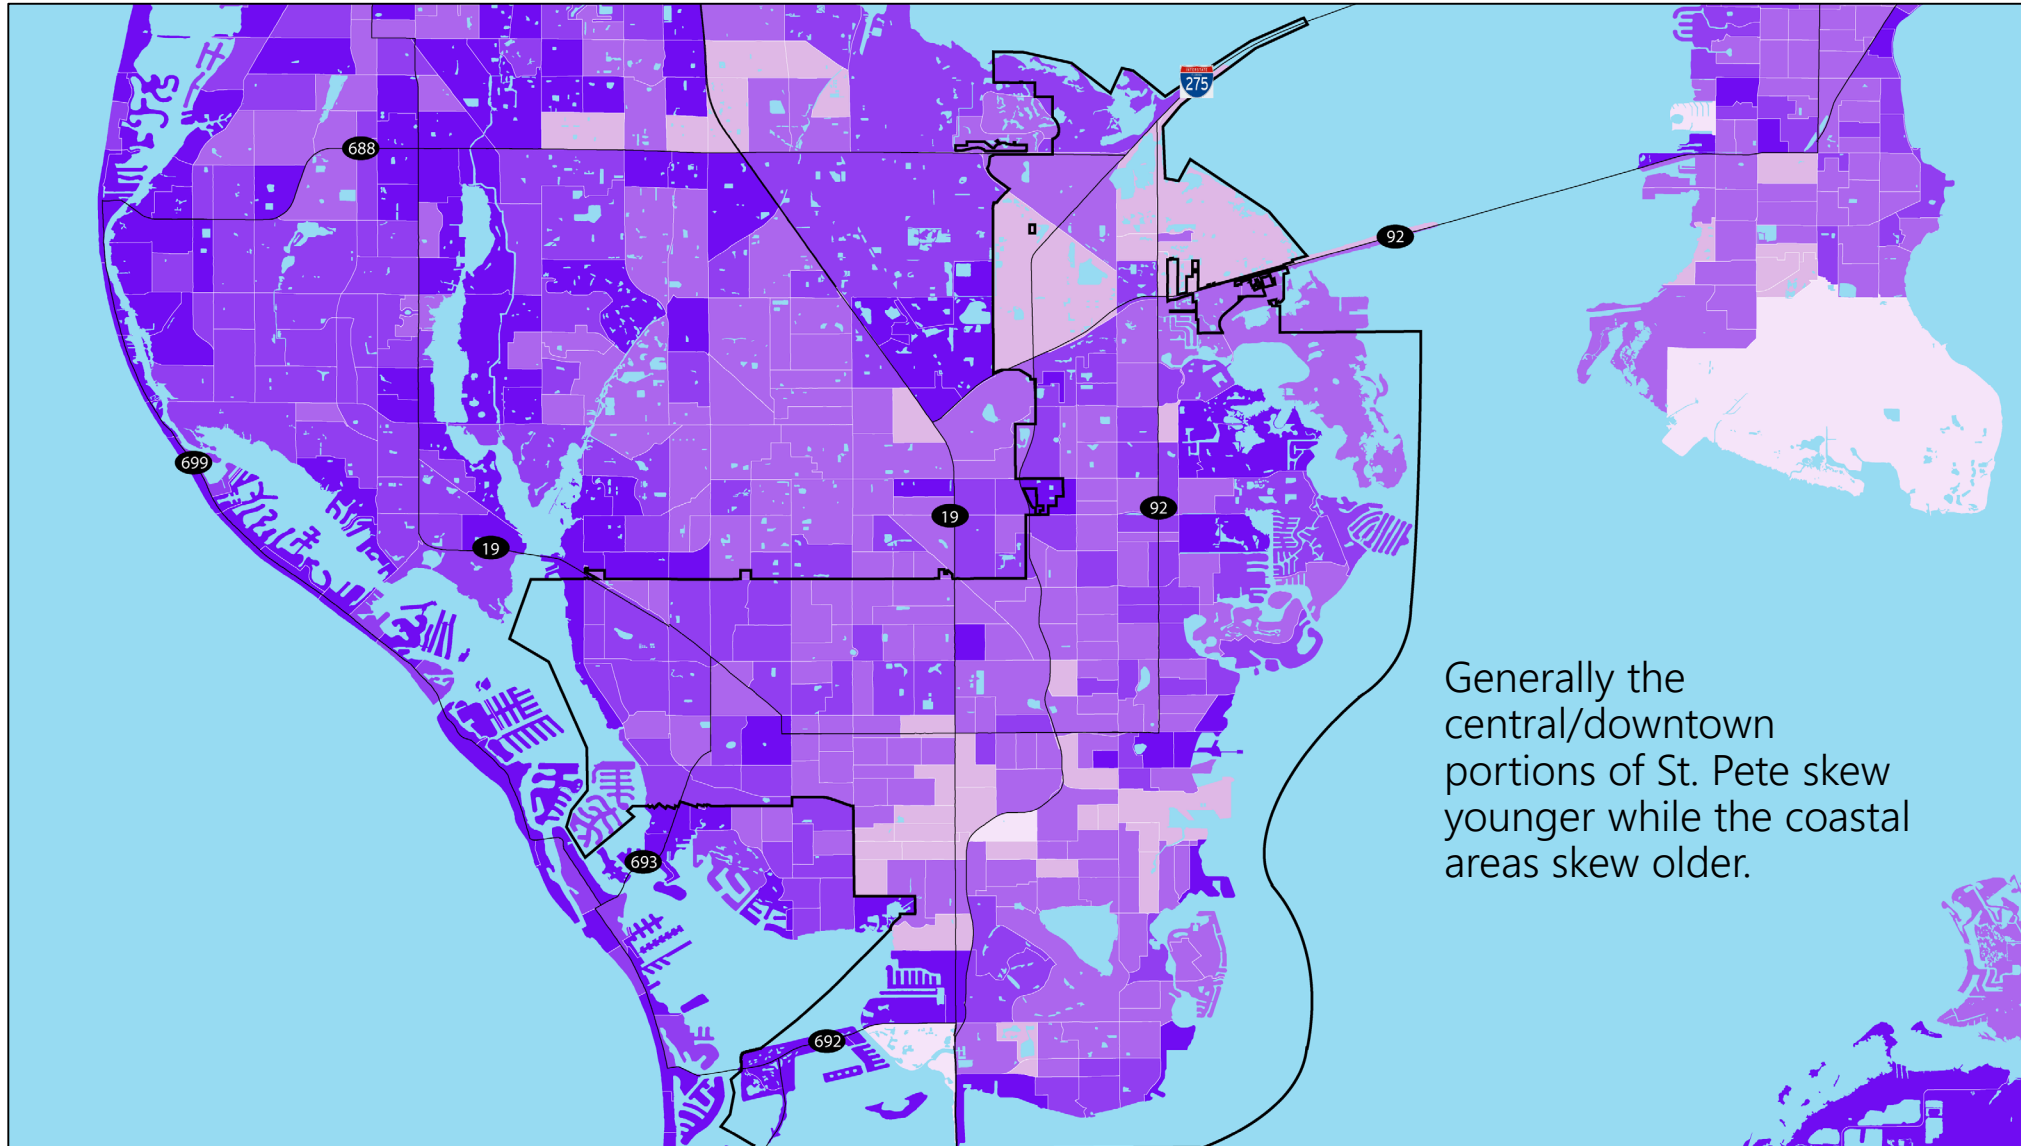 INTERSTATE
275
688
92
699
19
92
19
Generally the
central/downtown
portions of St. Pete skew
younger while the coastal
areas skew older.
693
692